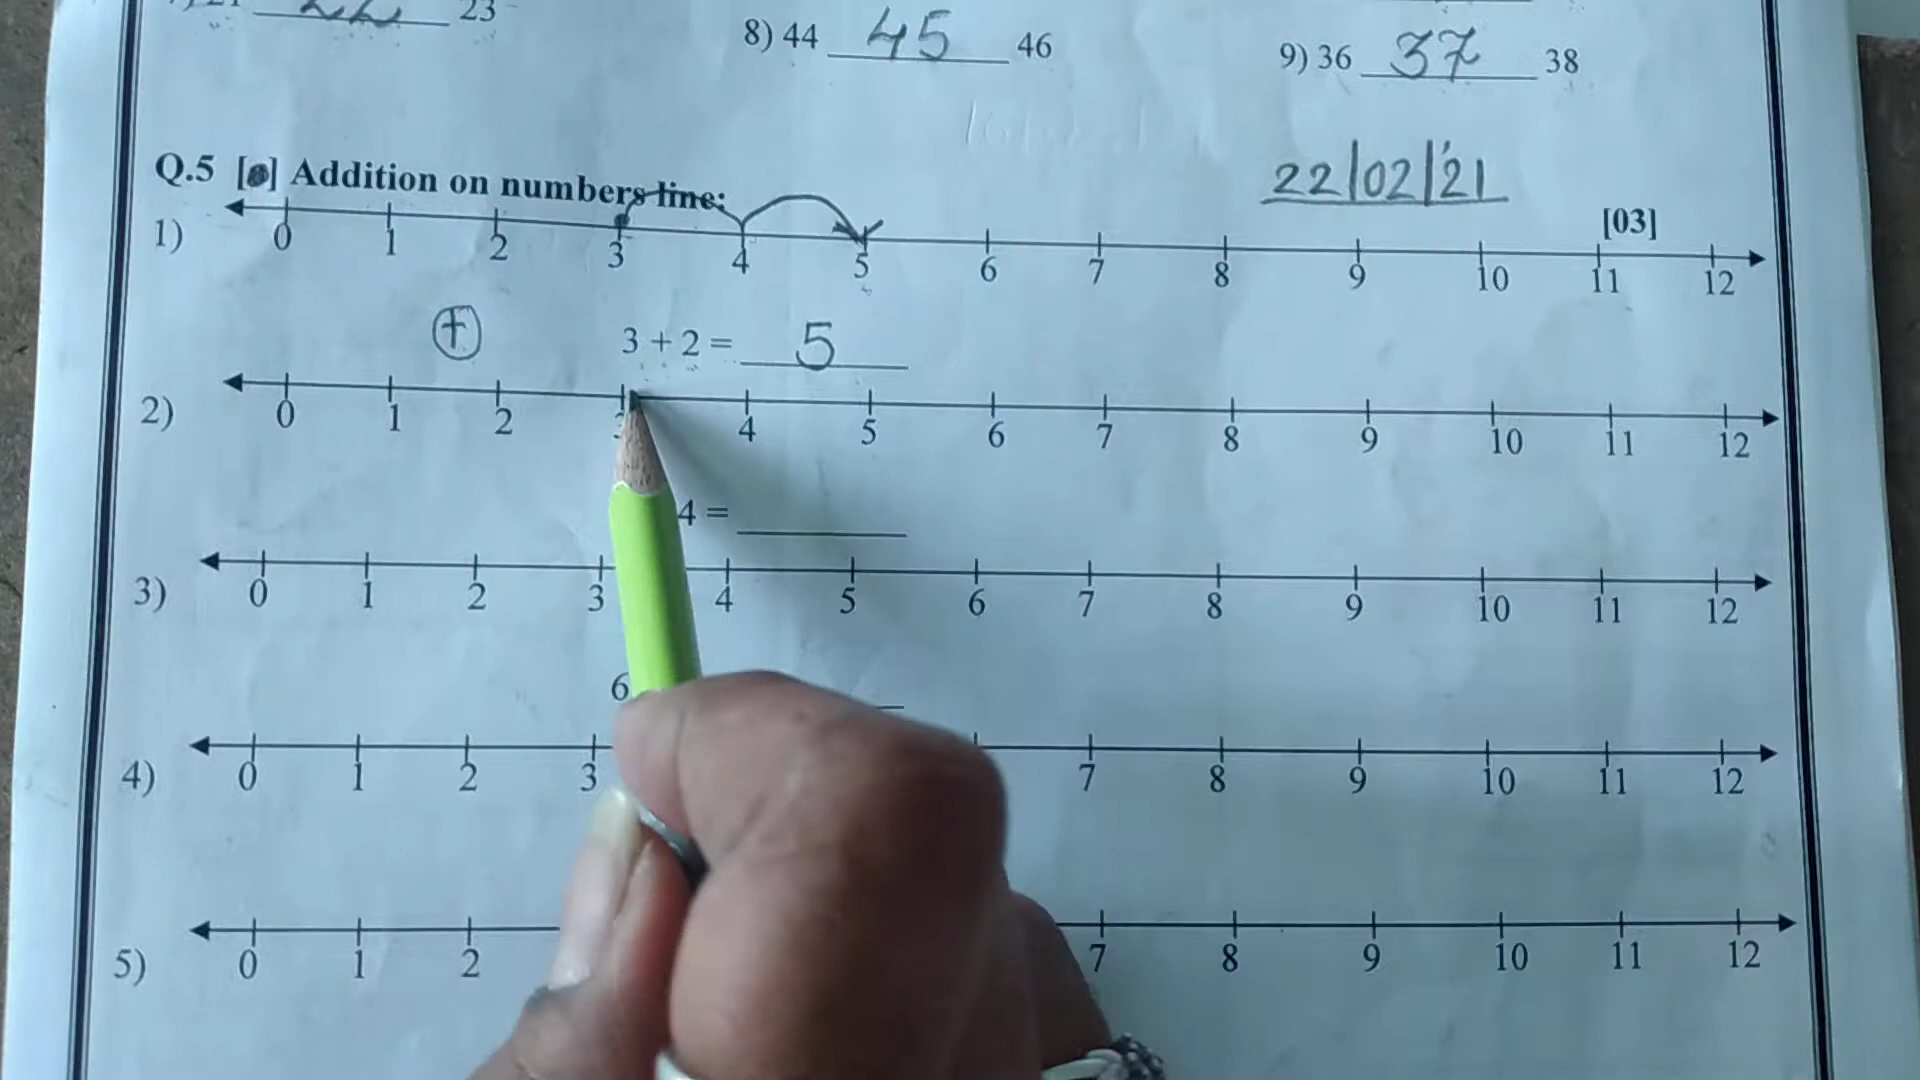 22 23
8) 44 45 46
9) 36 37 38
22/02/21
Q.5 [ ] Addition on numbers line:
[03]
1) 0 1 2 3 4 5 6 7 8 9 10 11 12
+ 3 + 2 = 5
2) 0 1 2 4 5 6 7 8 9 10 11 12
4 =
3) 0 1 2 3 4 5 6 7 8 9 10 11 12
6
4) 0 1 2 3 7 8 9 10 11 12
5) 0 1 2 7 8 9 10 11 12